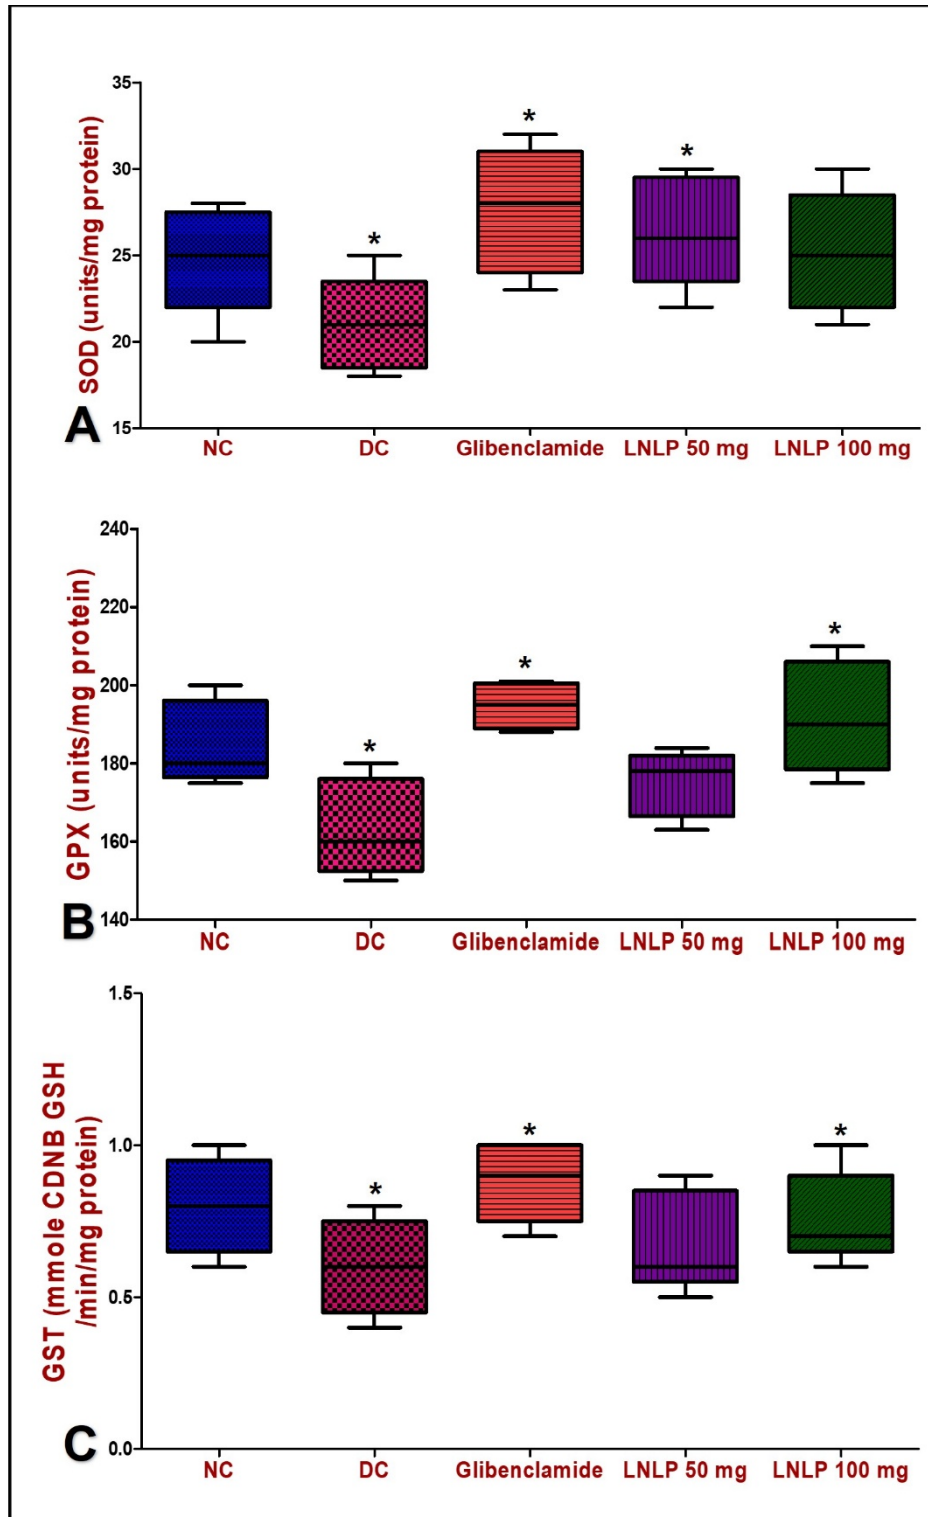 SOD (units/mg protein)
35
30
25
20
15
*
*
*
A
NC
DC
Glibenclamide
LNLP 50 mg
LNLP 100 mg
GPX (units/mg protein)
240
220
200
180
160
140
*
*
*
B
NC
DC
Glibenclamide
LNLP 50 mg
LNLP 100 mg
GST (mmole CDNB GSH
/min/mg protein)
1.5
1.0
0.5
0.0
*
*
*
C
NC
DC
Glibenclamide
LNLP 50 mg
LNLP 100 mg